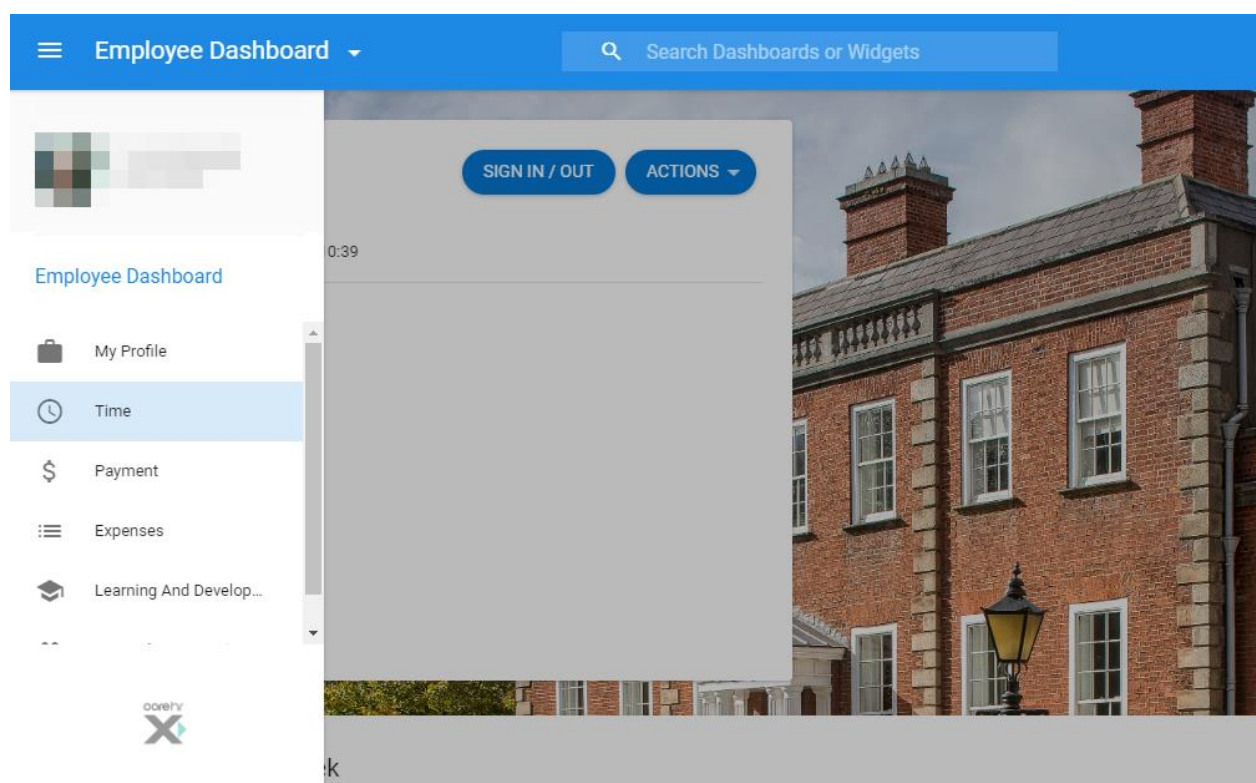 Employee Dashboard
Search Dashboards or Widgets
SIGN IN / OUT
ACTIONS
0:39
Employee Dashboard
My Profile
Time
Payment
Expenses
Learning And Develop...
corehr
ek